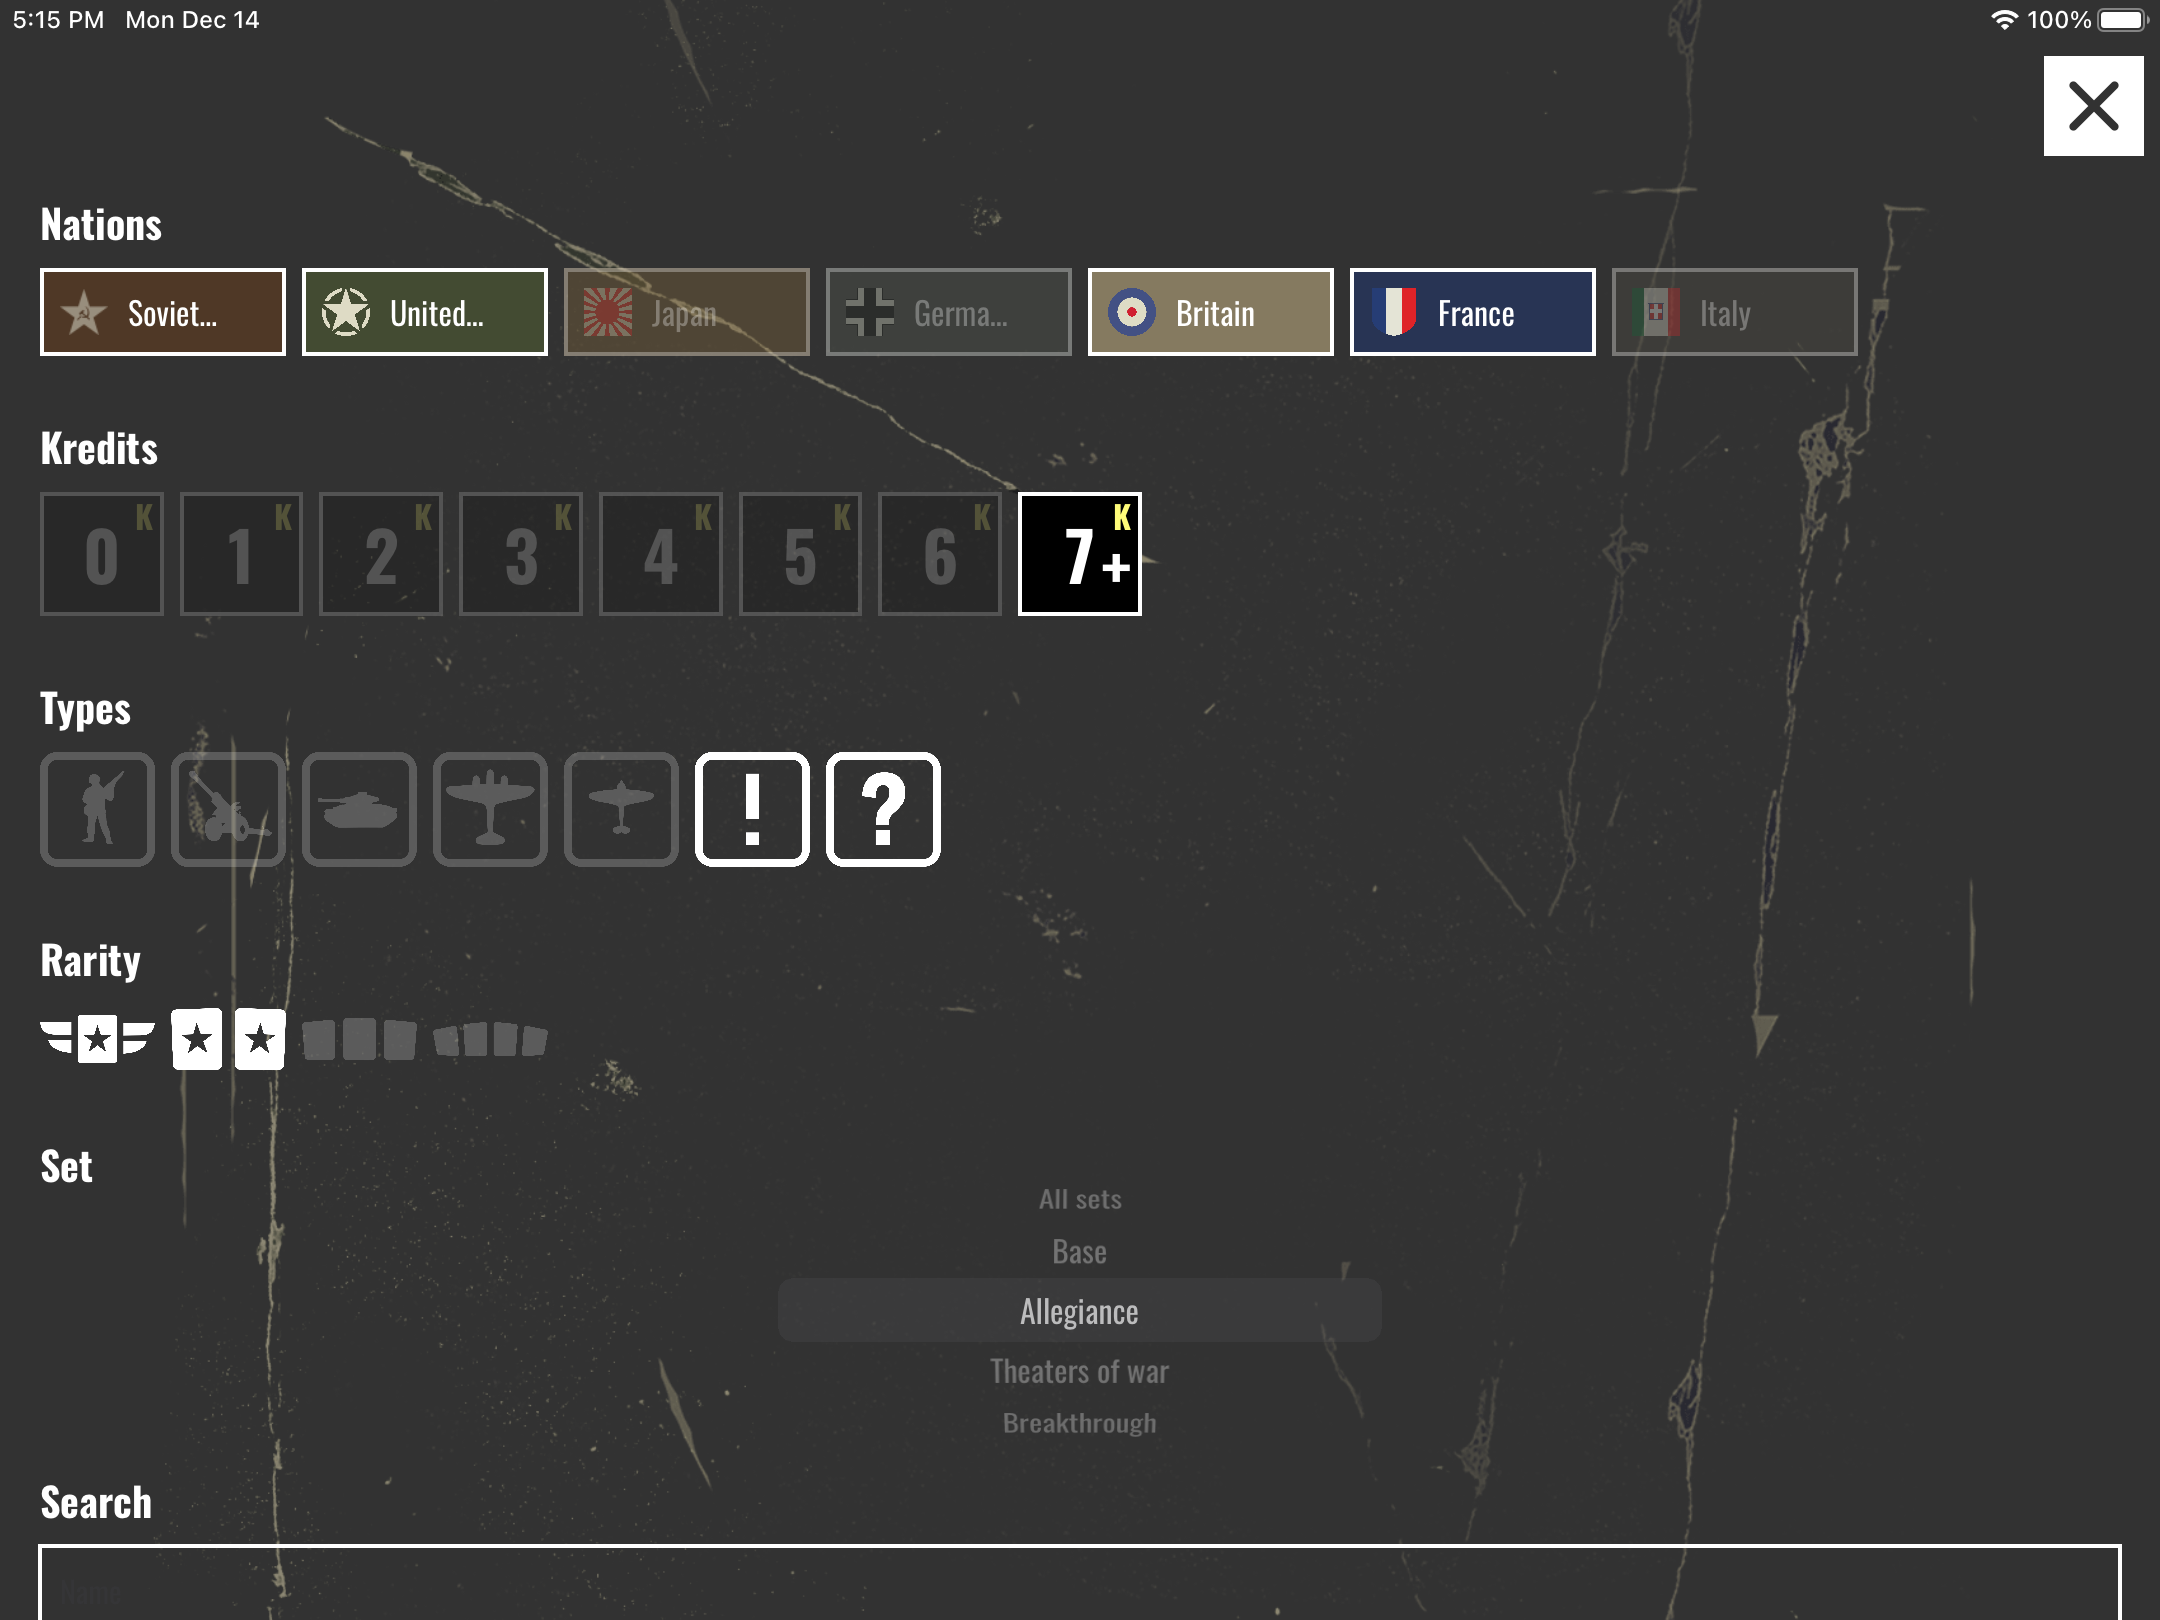 5:15 PM Mon Dec 14 100%
Nations
Soviet... United... Japan Germa... Britain France Italy
Kredits
0 K 1 K 2 K 3 K 4 K 5 K 6 K 7+ K
Types
! ?
Rarity
Set
All sets
Base
Allegiance
Theaters of war
Breakthrough
Search
Name